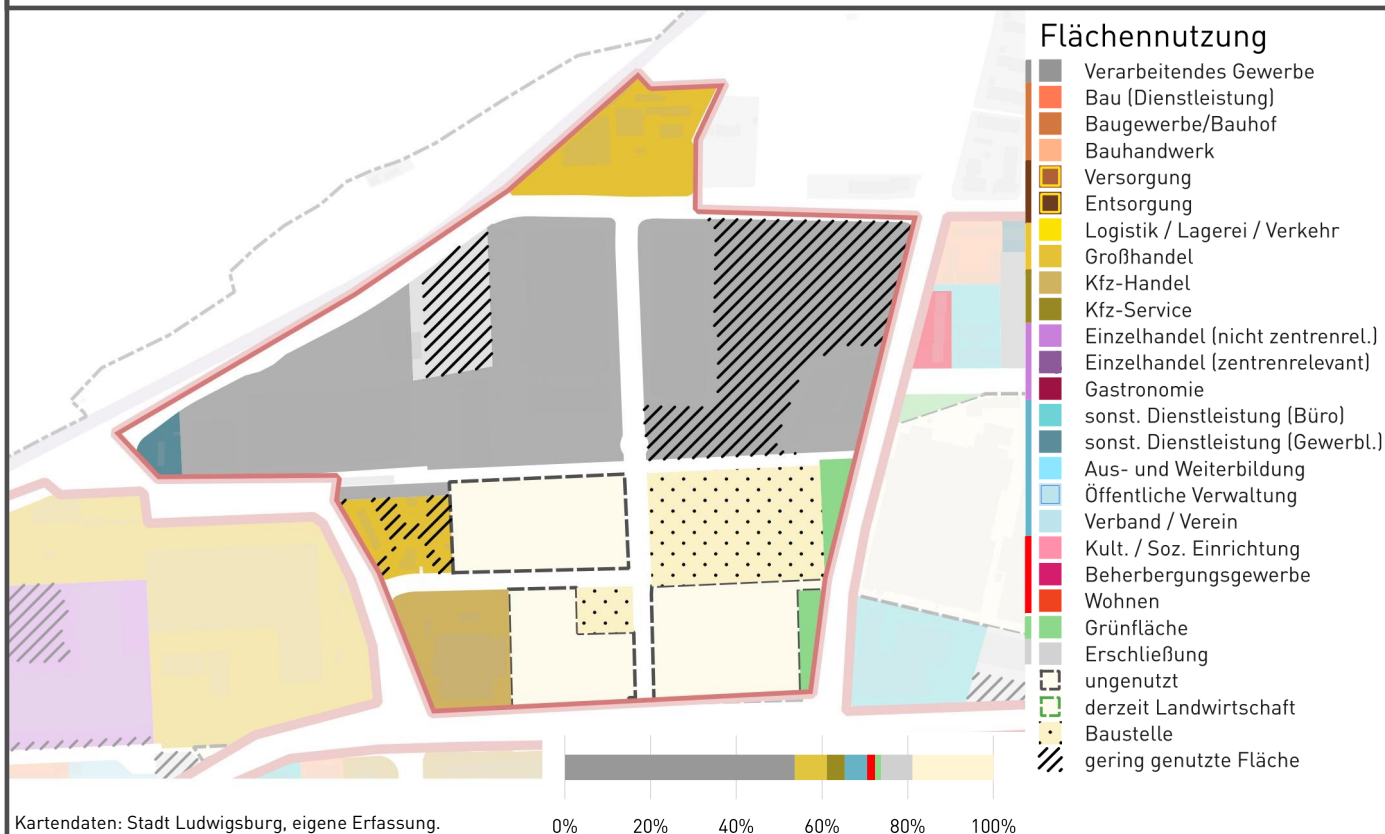 Flächennutzung
Verarbeitendes Gewerbe
Bau (Dienstleistung)
Baugewerbe/Bauhof
Bauhandwerk
Versorgung
Entsorgung
Logistik / Lagerei / Verkehr
Großhandel
Kfz-Handel
Kfz-Service
Einzelhandel (nicht zentrenrel.)
Einzelhandel (zentrenrelevant)
Gastronomie
sonst. Dienstleistung (Büro)
sonst. Dienstleistung (Gewerbl.)
Aus- und Weiterbildung
Öffentliche Verwaltung
Verband / Verein
Kult. / Soz. Einrichtung
Beherbergungsgewerbe
Wohnen
Grünfläche
Erschließung
ungenutzt
derzeit Landwirtschaft
Baustelle
gering genutzte Fläche
Kartendaten: Stadt Ludwigsburg, eigene Erfassung.
0% 20% 40% 60% 80% 100%